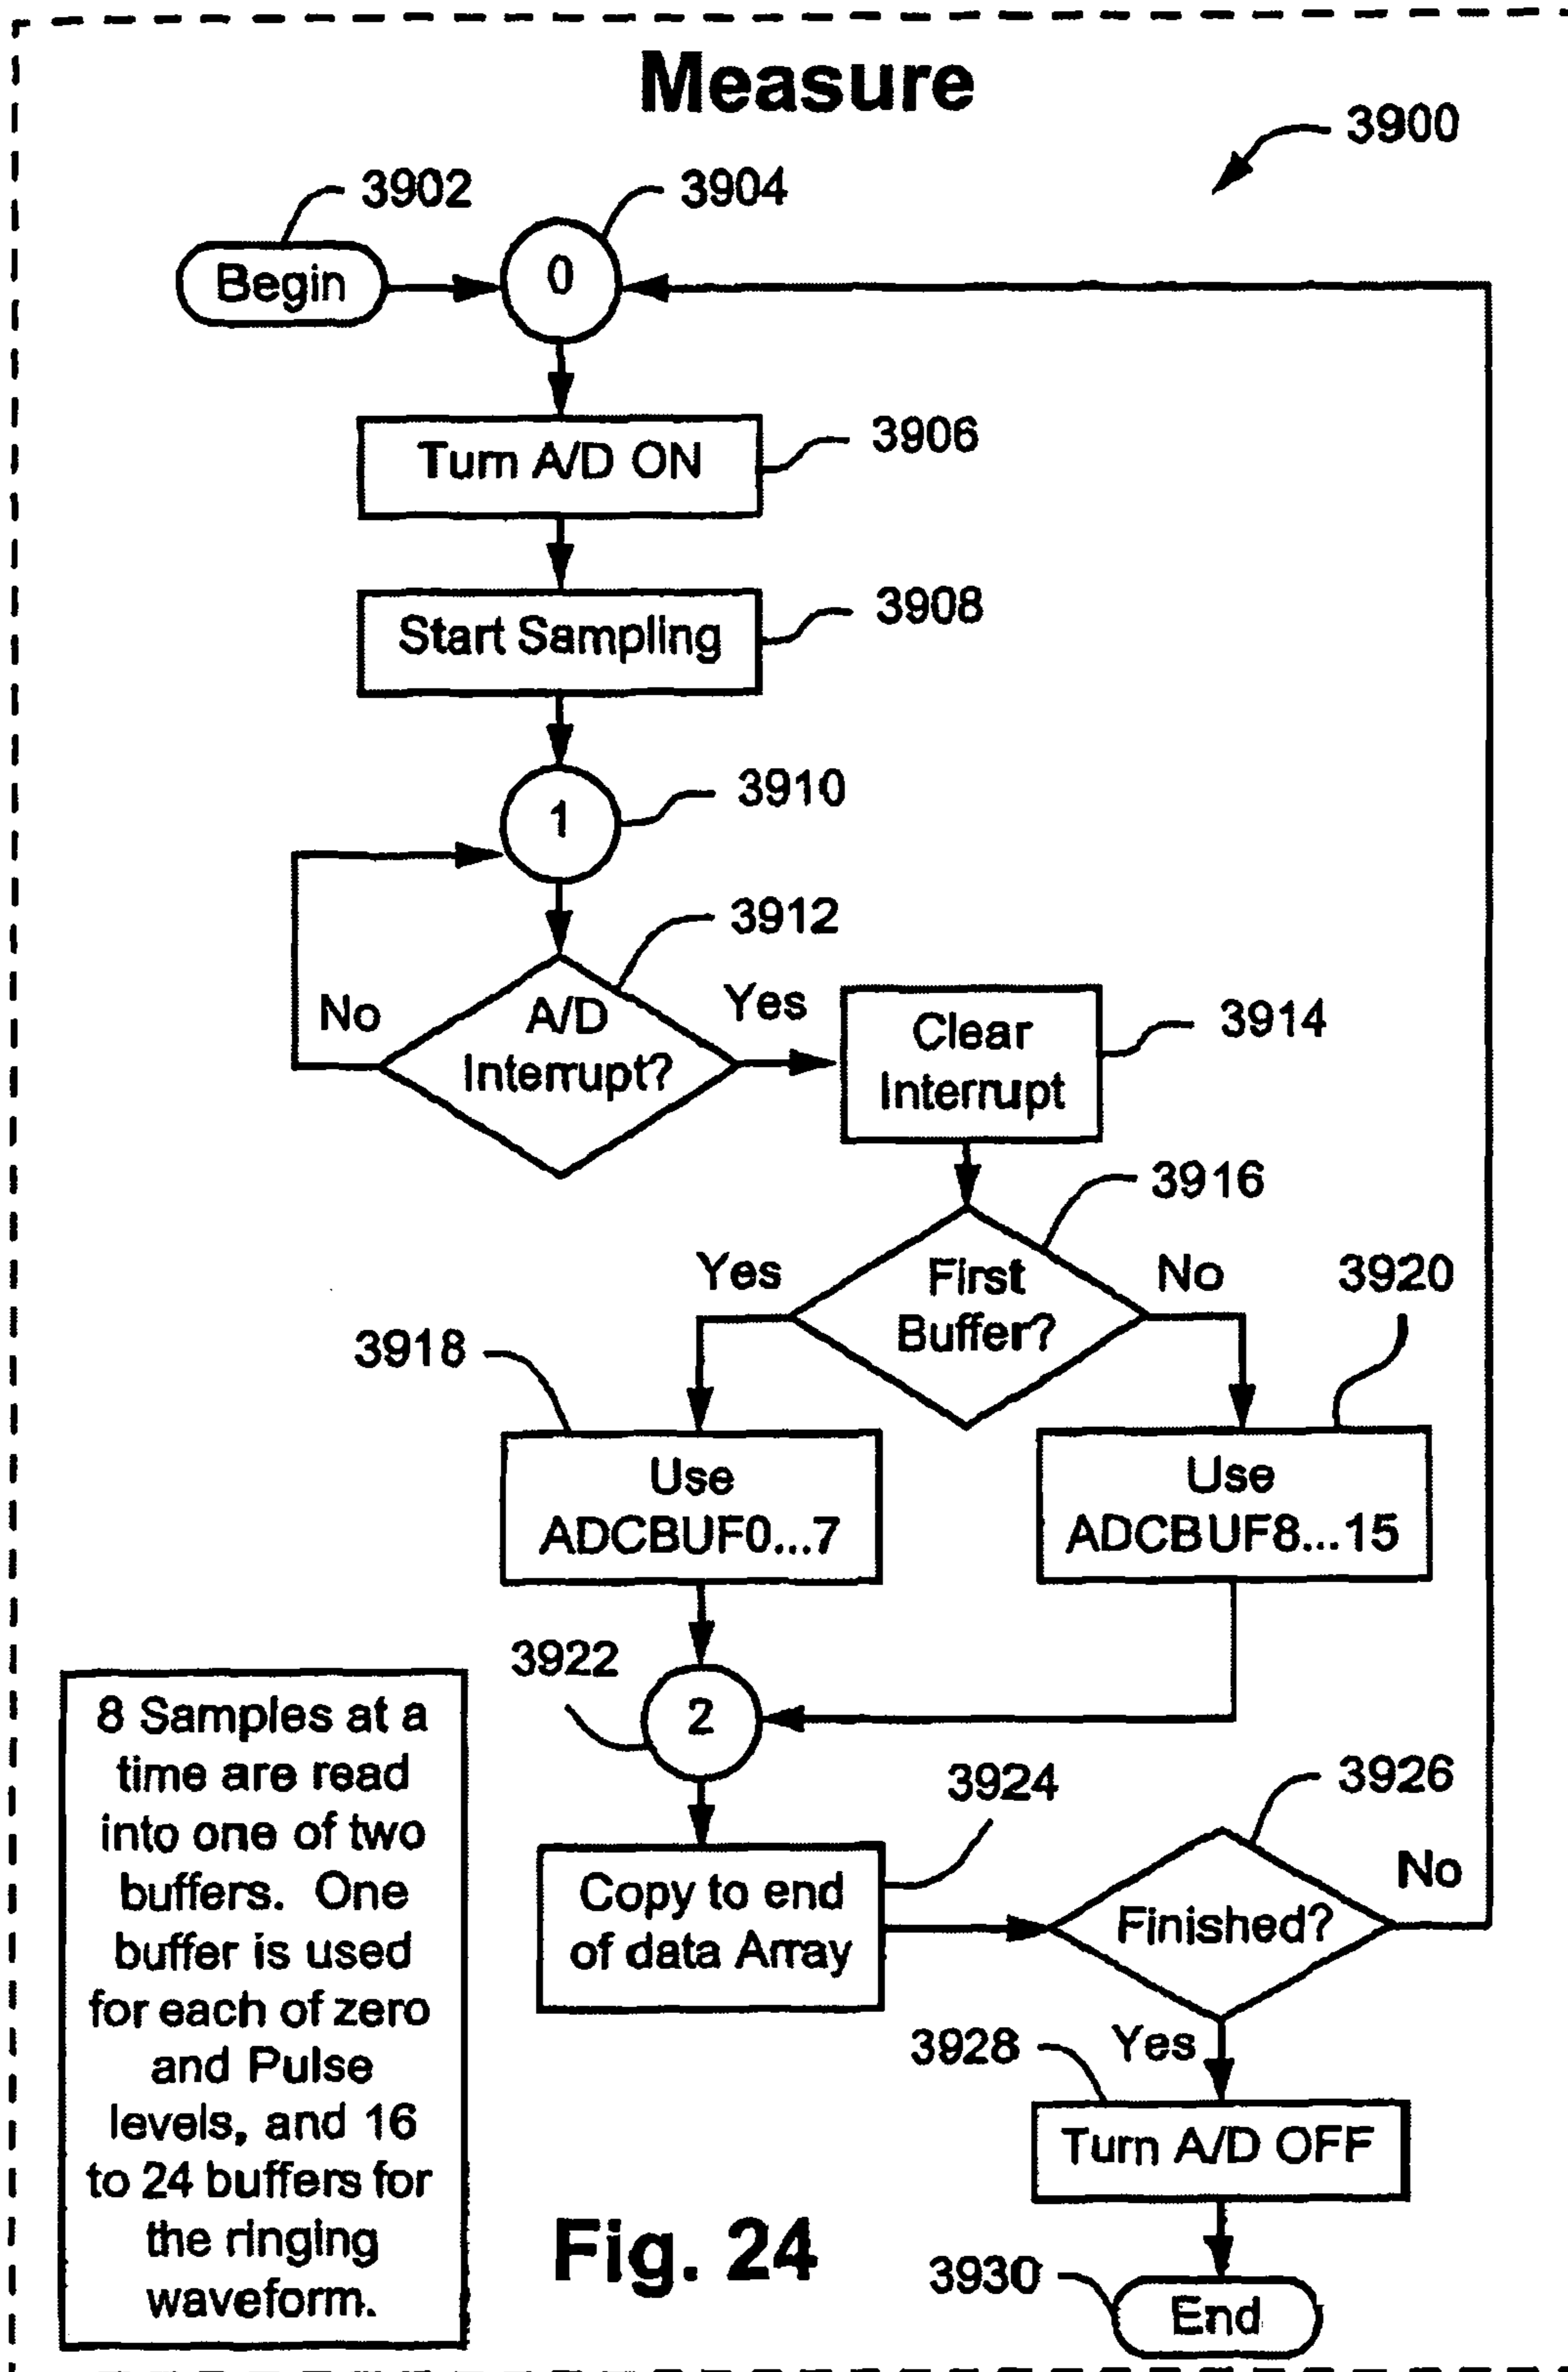 Measure
3900
3902
3904
Begin
0
Turn A/D ON
3906
Start Sampling
3908
1
3910
3912
No
A/D
Interrupt?
Yes
Clear
Interrupt
3914
3916
Yes
First
Buffer?
No
3920
3918
Use
ADCBUF0...7
Use
ADCBUF8...15
3922
2
3924
3926
Copy to end
of data Array
Finished?
No
3928
Yes
Turn A/D OFF
3930
End
8 Samples at a
time are read
into one of two
buffers. One
buffer is used
for each of zero
and Pulse
levels, and 16
to 24 buffers for
the ringing
waveform.
Fig. 24